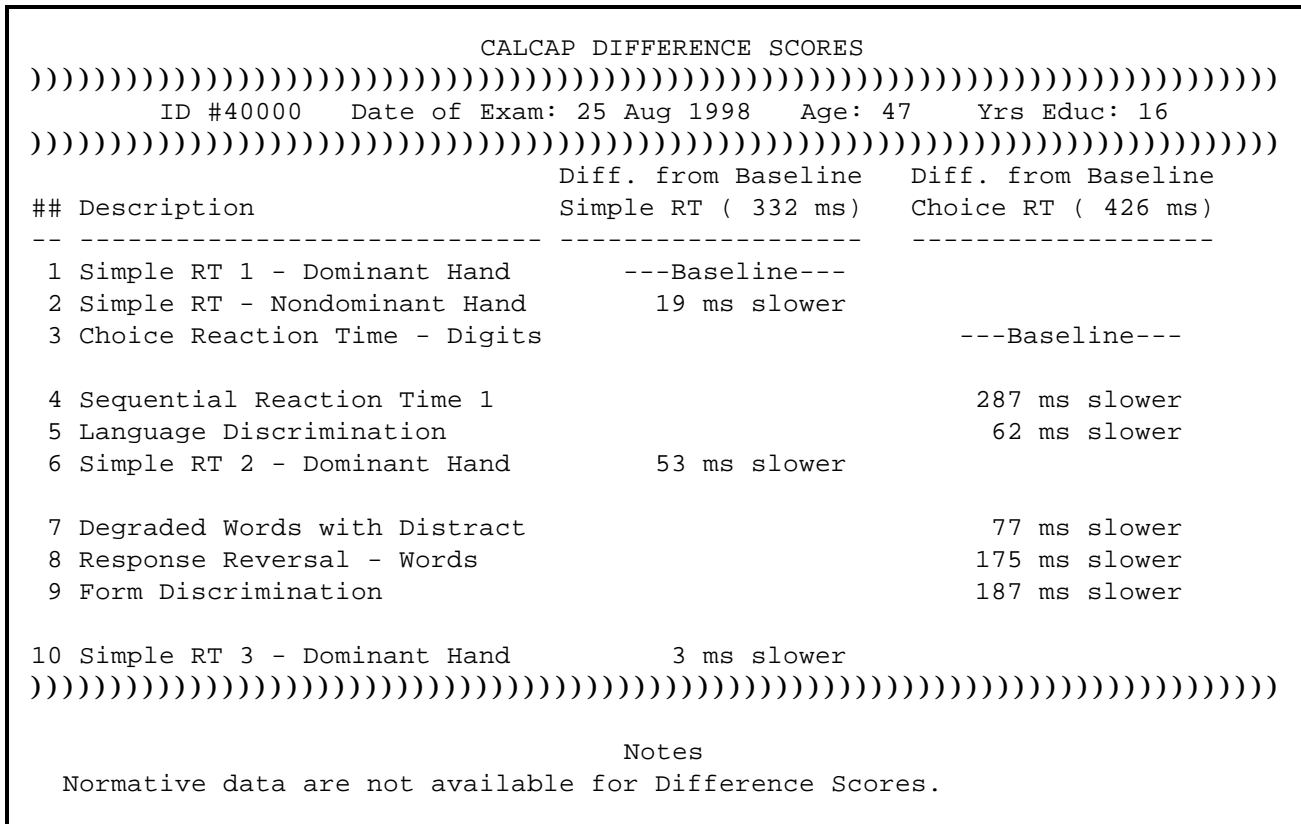 CALCAP DIFFERENCE SCORES
))))))))))))))))))))))))))))))))))))))))))))))))))))))))))))))))))))))))))))))
ID #40000 Date of Exam: 25 Aug 1998 Age: 47 Yrs Educ: 16
))))))))))))))))))))))))))))))))))))))))))))))))))))))))))))))))))))))))))))))
Diff. from Baseline Diff. from Baseline
## Description Simple RT ( 332 ms) Choice RT ( 426 ms)
-- ----------------------------- ------------------- -------------------
1 Simple RT 1 - Dominant Hand ---Baseline---
2 Simple RT - Nondominant Hand 19 ms slower
3 Choice Reaction Time - Digits ---Baseline---
4 Sequential Reaction Time 1 287 ms slower
5 Language Discrimination 62 ms slower
6 Simple RT 2 - Dominant Hand 53 ms slower
7 Degraded Words with Distract 77 ms slower
8 Response Reversal - Words 175 ms slower
9 Form Discrimination 187 ms slower
10 Simple RT 3 - Dominant Hand 3 ms slower
))))))))))))))))))))))))))))))))))))))))))))))))))))))))))))))))))))))))))))))
Notes
Normative data are not available for Difference Scores.